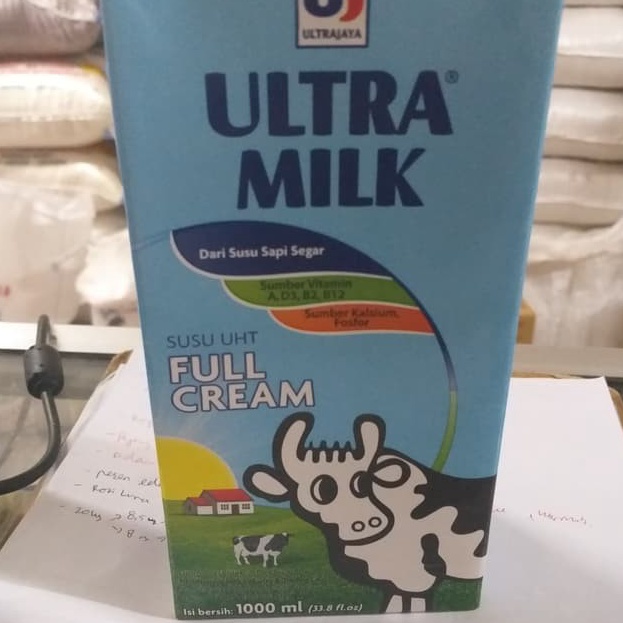 ULTRAJAYA
ULTRA®
MILK
Dari Susu Sapi Segar
Sumber Vitamin
A, D3, B2, B12
Sumber Kalsium,
Fosfor
SUSU UHT
FULL
CREAM
Isi bersih: 1000 ml (33.8 fl.oz)